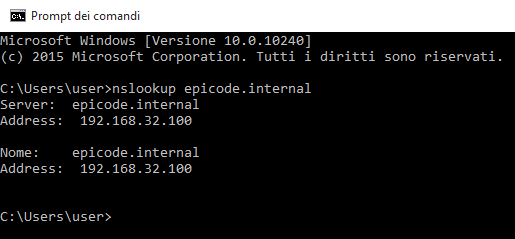 Prompt dei comandi
Microsoft Windows [Versione 10.0.10240]
(c) 2015 Microsoft Corporation. Tutti i diritti sono riservati.
C:\Users\user>nslookup epicode.internal
Server:  epicode.internal
Address:  192.168.32.100
Nome:    epicode.internal
Address:  192.168.32.100
C:\Users\user>